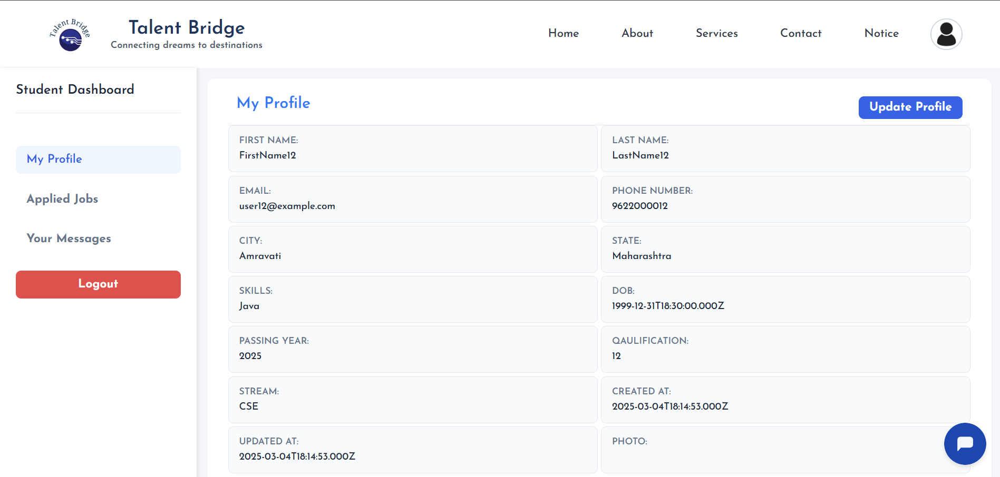 Talent Bridge
Talent Bridge
Connecting dreams to destinations
Home
About
Services
Contact
Notice
Student Dashboard
My Profile
Applied Jobs
Your Messages
Logout
My Profile
Update Profile
FIRST NAME:
FirstName12
LAST NAME:
LastName12
EMAIL:
user12@example.com
PHONE NUMBER:
9622000012
CITY:
Amravati
STATE:
Maharashtra
SKILLS:
Java
DOB:
1999-12-31T18:30:00.000Z
PASSING YEAR:
2025
QAULIFICATION:
12
STREAM:
CSE
CREATED AT:
2025-03-04T18:14:53.000Z
UPDATED AT:
2025-03-04T18:14:53.000Z
PHOTO: